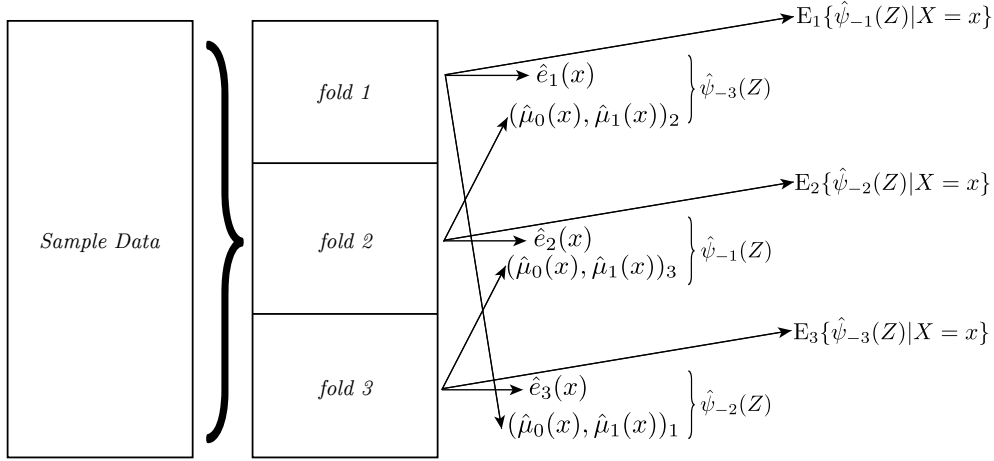 Sample Data
fold 1
fold 2
fold 3
E₁{ψ̂₋₁(Z)|X = x}
ê₁(x)
(μ̂₀(x), μ̂₁(x))₂
ψ̂₋₃(Z)
E₂{ψ̂₋₂(Z)|X = x}
ê₂(x)
(μ̂₀(x), μ̂₁(x))₃
ψ̂₋₁(Z)
E₃{ψ̂₋₃(Z)|X = x}
ê₃(x)
(μ̂₀(x), μ̂₁(x))₁
ψ̂₋₂(Z)